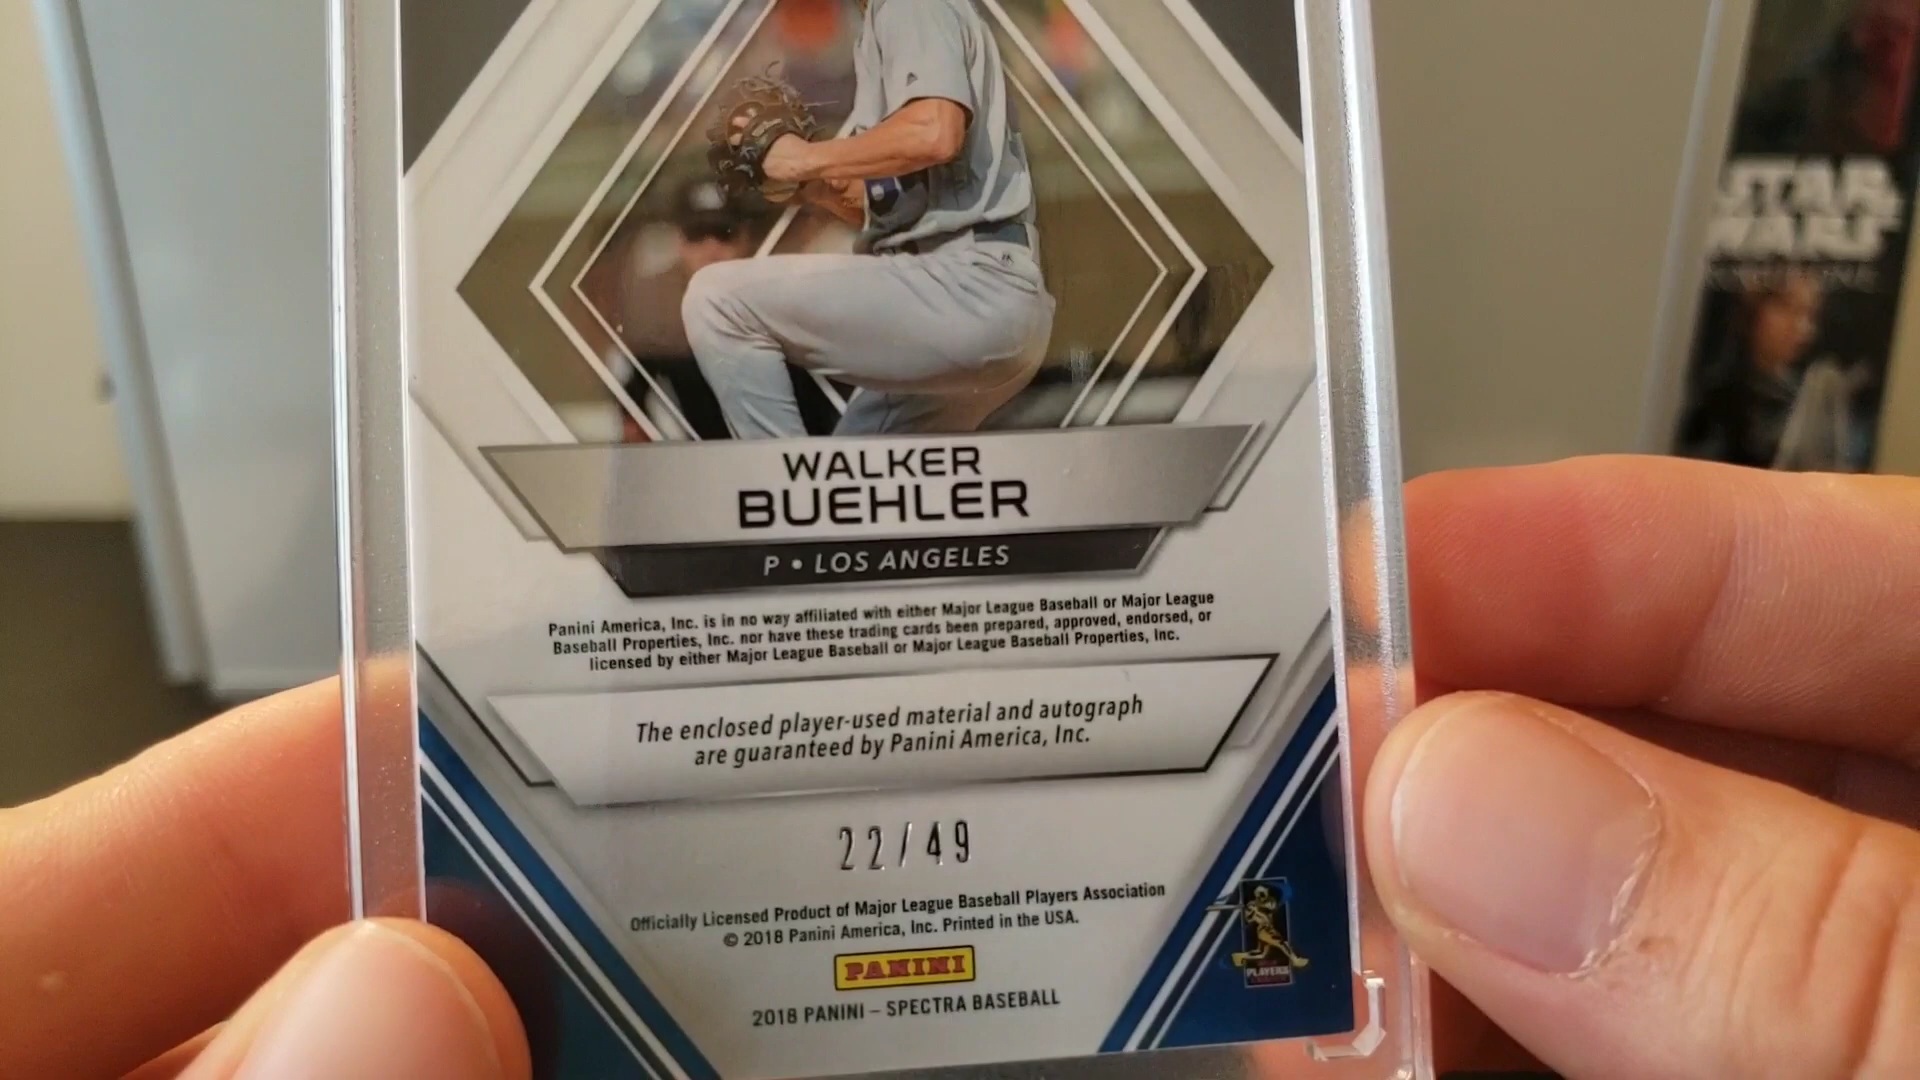 STAR
WARS
WALKER
BUEHLER
P • LOS ANGELES
Panini America, Inc. is in no way affiliated with either Major League Baseball or Major League
Baseball Properties, Inc. nor have these trading cards been prepared, approved, endorsed, or
licensed by either Major League Baseball or Major League Baseball Properties, Inc.
The enclosed player-used material and autograph
are guaranteed by Panini America, Inc.
22/49
Officially Licensed Product of Major League Baseball Players Association
© 2018 Panini America, Inc. Printed in the USA.
PANINI
PLAYERS
2018 PANINI – SPECTRA BASEBALL